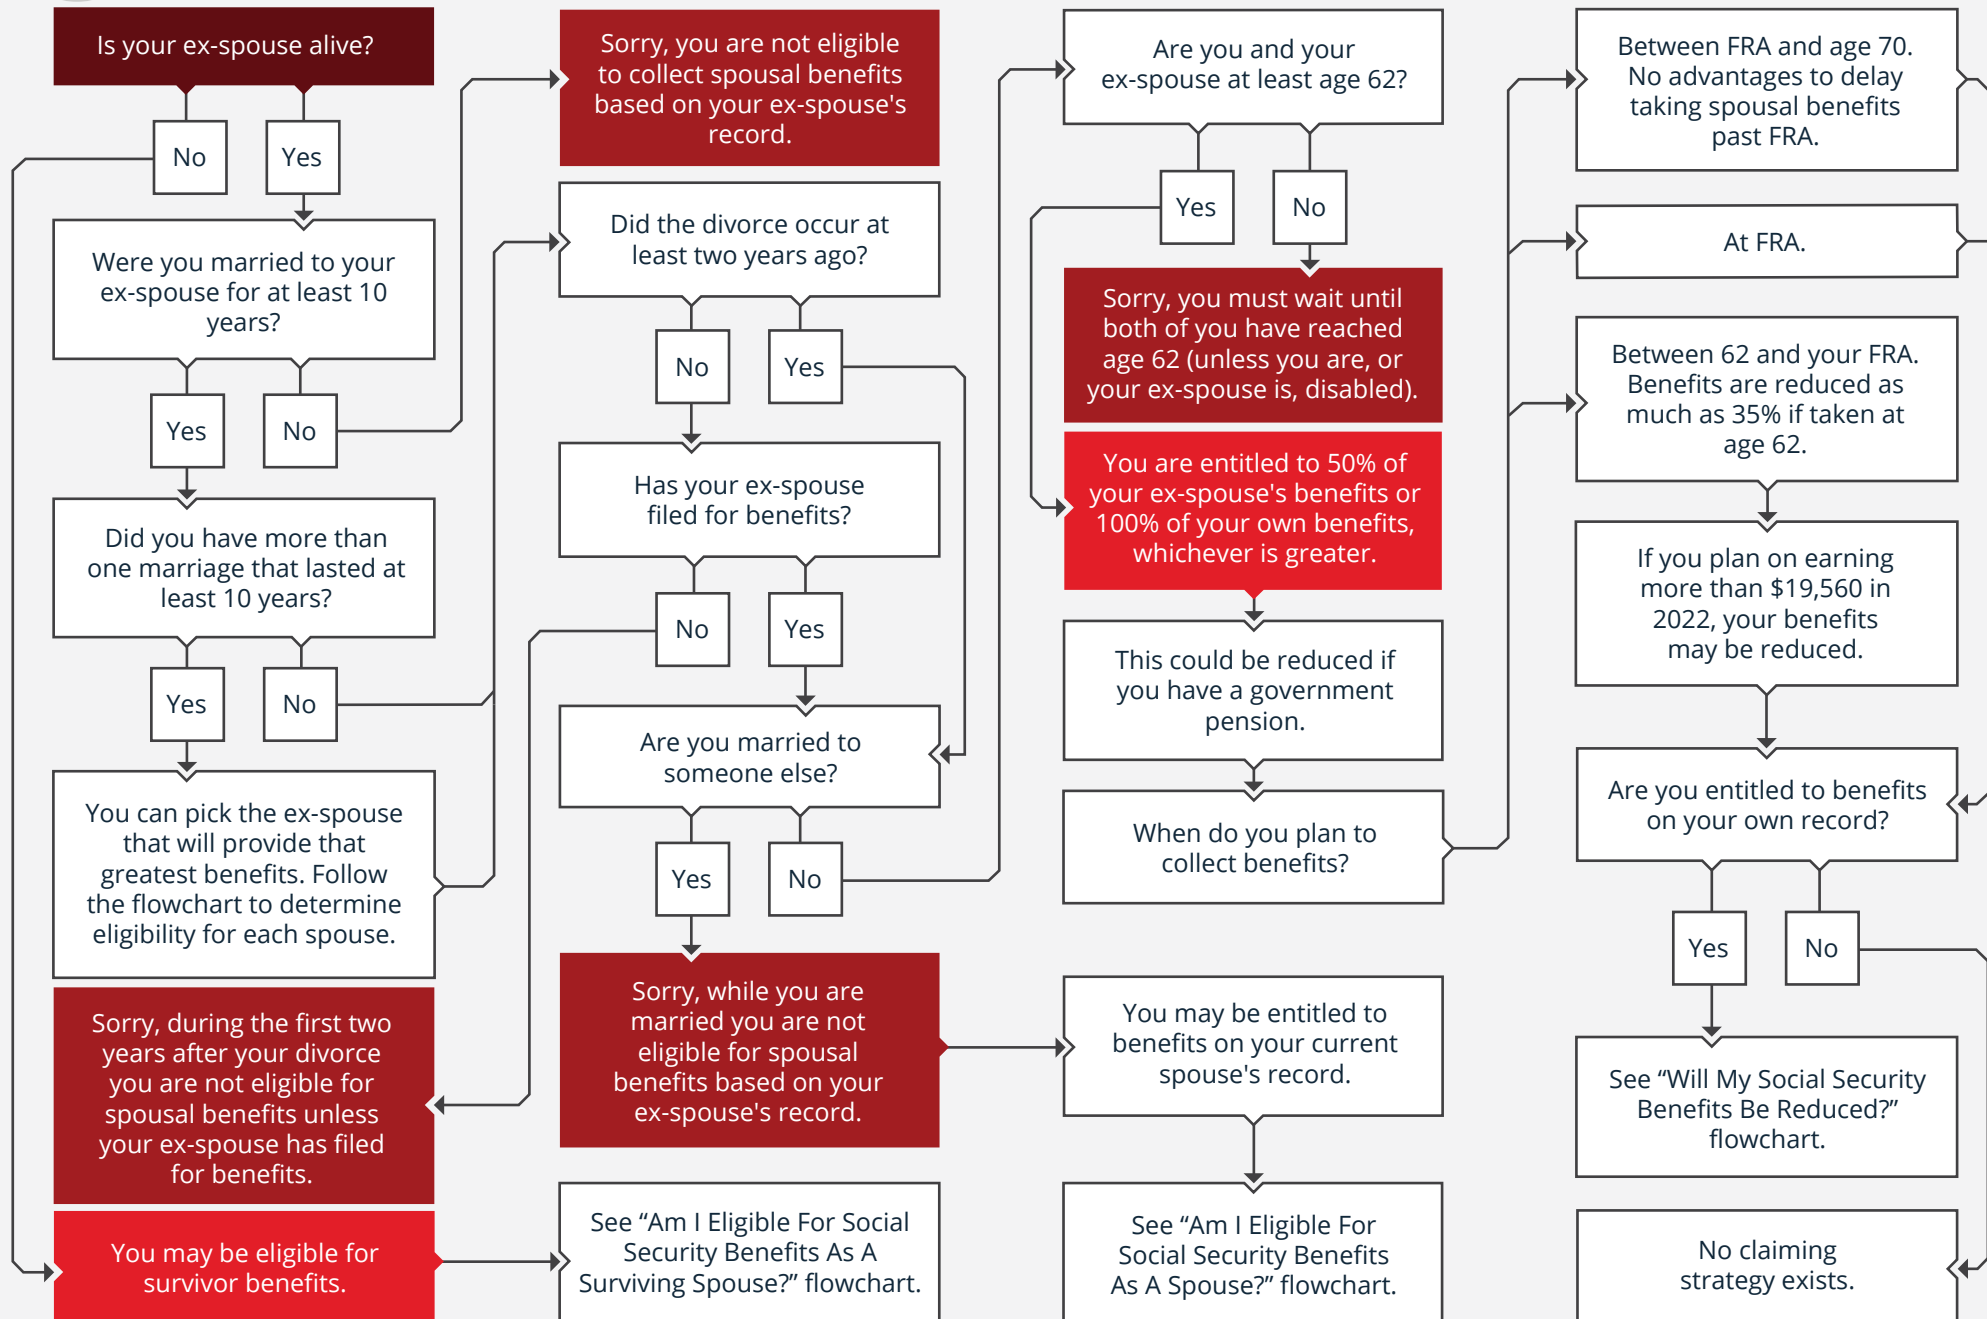 Is your ex-spouse alive?
No
Yes
Were you married to your
ex-spouse for at least 10
years?
Yes
No
Did you have more than
one marriage that lasted at
least 10 years?
Yes
No
You can pick the ex-spouse
that will provide that
greatest benefits. Follow
the flowchart to determine
eligibility for each spouse.
Sorry, during the first two
years after your divorce
you are not eligible for
spousal benefits unless
your ex-spouse has filed
for benefits.
You may be eligible for
survivor benefits.
Sorry, you are not eligible
to collect spousal benefits
based on your ex-spouse's
record.
Did the divorce occur at
least two years ago?
No
Yes
Has your ex-spouse
filed for benefits?
No
Yes
Are you married to
someone else?
Yes
No
Sorry, while you are
married you are not
eligible for spousal
benefits based on your
ex-spouse's record.
See “Am I Eligible For Social
Security Benefits As A
Surviving Spouse?” flowchart.
Are you and your
ex-spouse at least age 62?
Yes
No
Sorry, you must wait until
both of you have reached
age 62 (unless you are, or
your ex-spouse is, disabled).
You are entitled to 50% of
your ex-spouse's benefits or
100% of your own benefits,
whichever is greater.
This could be reduced if
you have a government
pension.
When do you plan to
collect benefits?
You may be entitled to
benefits on your current
spouse's record.
See “Am I Eligible For
Social Security Benefits
As A Spouse?” flowchart.
Between FRA and age 70.
No advantages to delay
taking spousal benefits
past FRA.
At FRA.
Between 62 and your FRA.
Benefits are reduced as
much as 35% if taken at
age 62.
If you plan on earning
more than $19,560 in
2022, your benefits
may be reduced.
Are you entitled to benefits
on your own record?
Yes
No
See “Will My Social Security
Benefits Be Reduced?”
flowchart.
No claiming
strategy exists.